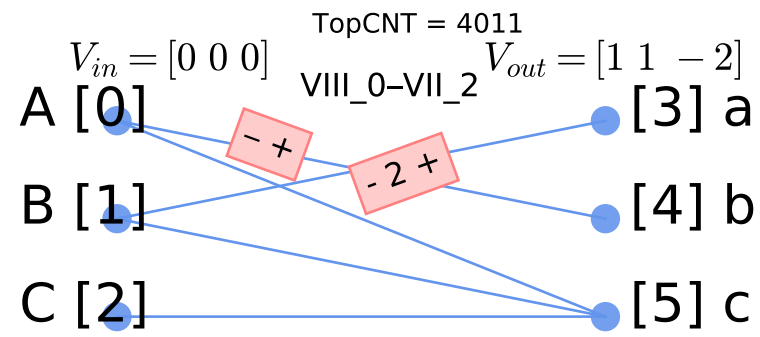 TopCNT = 4011
V_in = [0 0 0]
V_out = [1 1 − 2]
VIII_0–VII_2
A [0]
[3] a
− +
- 2 +
B [1]
[4] b
C [2]
[5] c